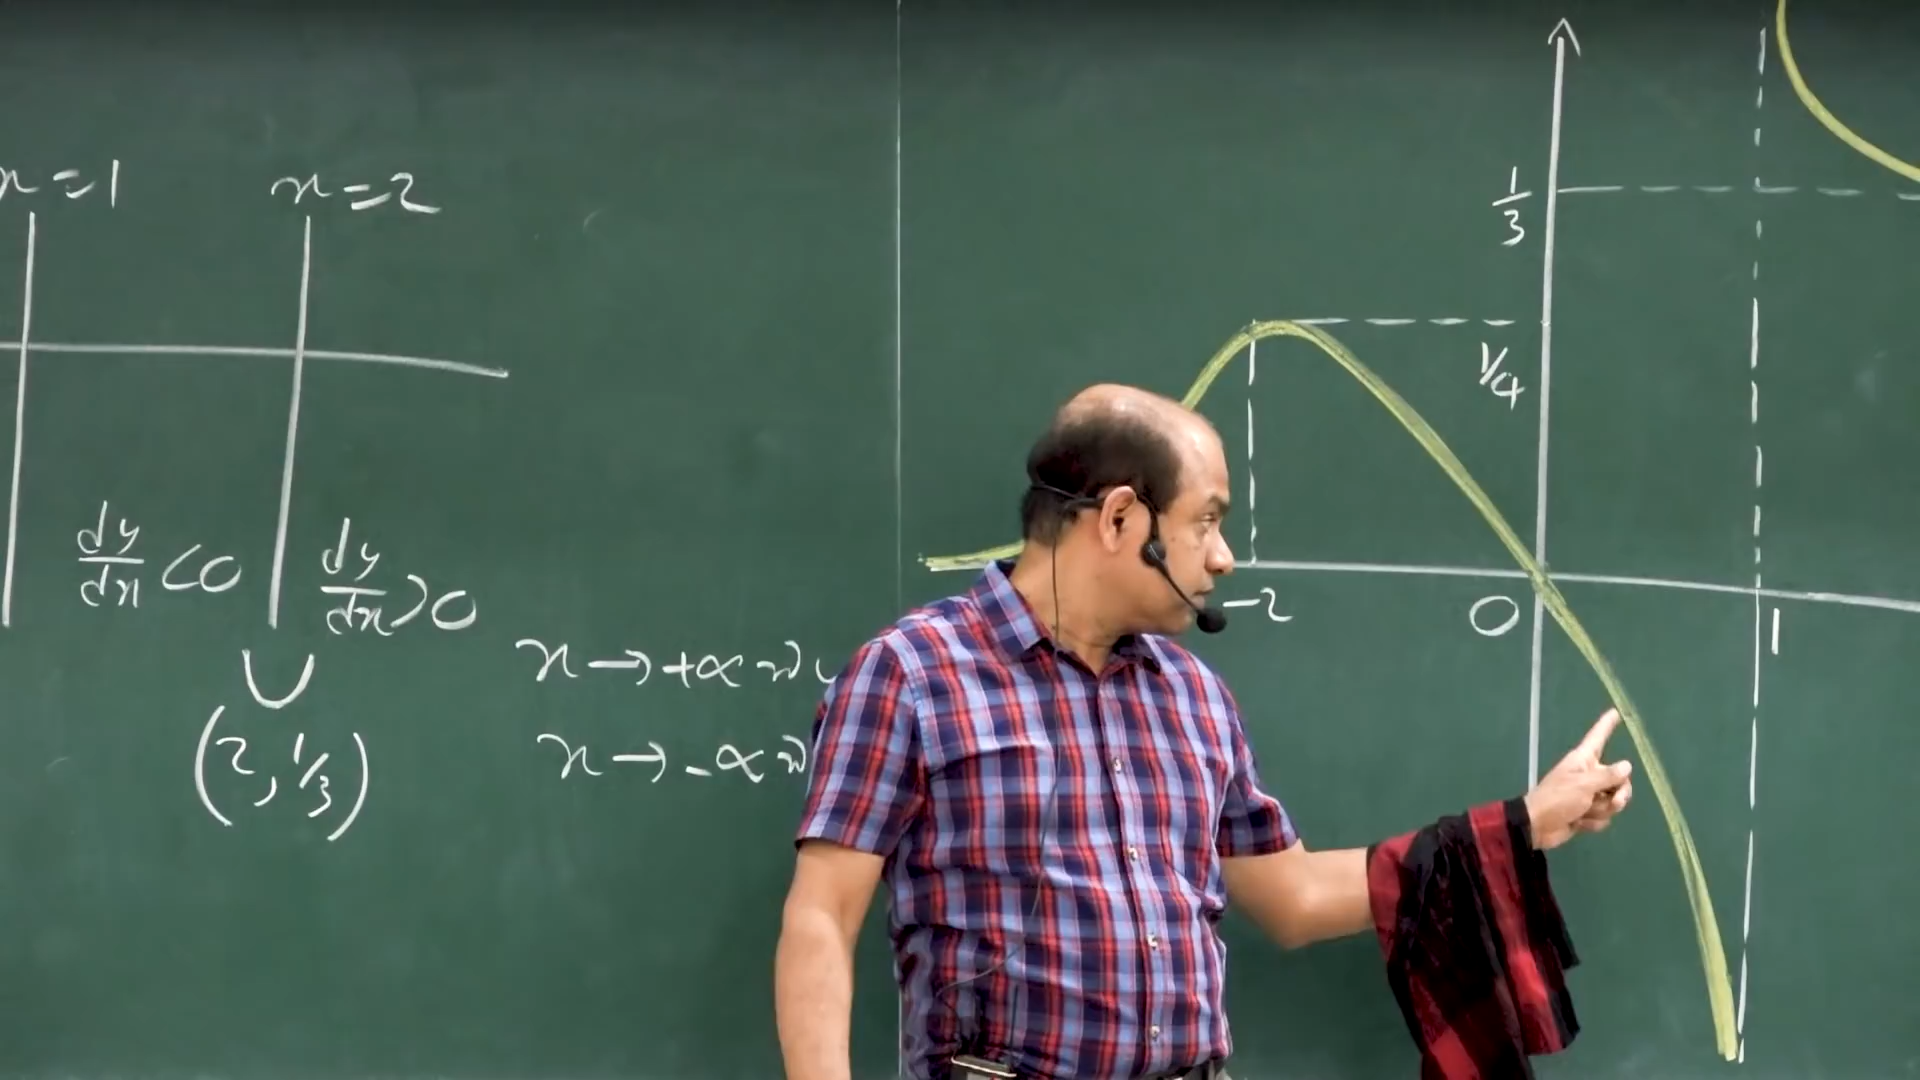 x=1
x=2
dy/dx <0
dy/dx >0
∪
(2, 1/3)
x → +∝
x → -∝
1/3
1/4
-2
0
1